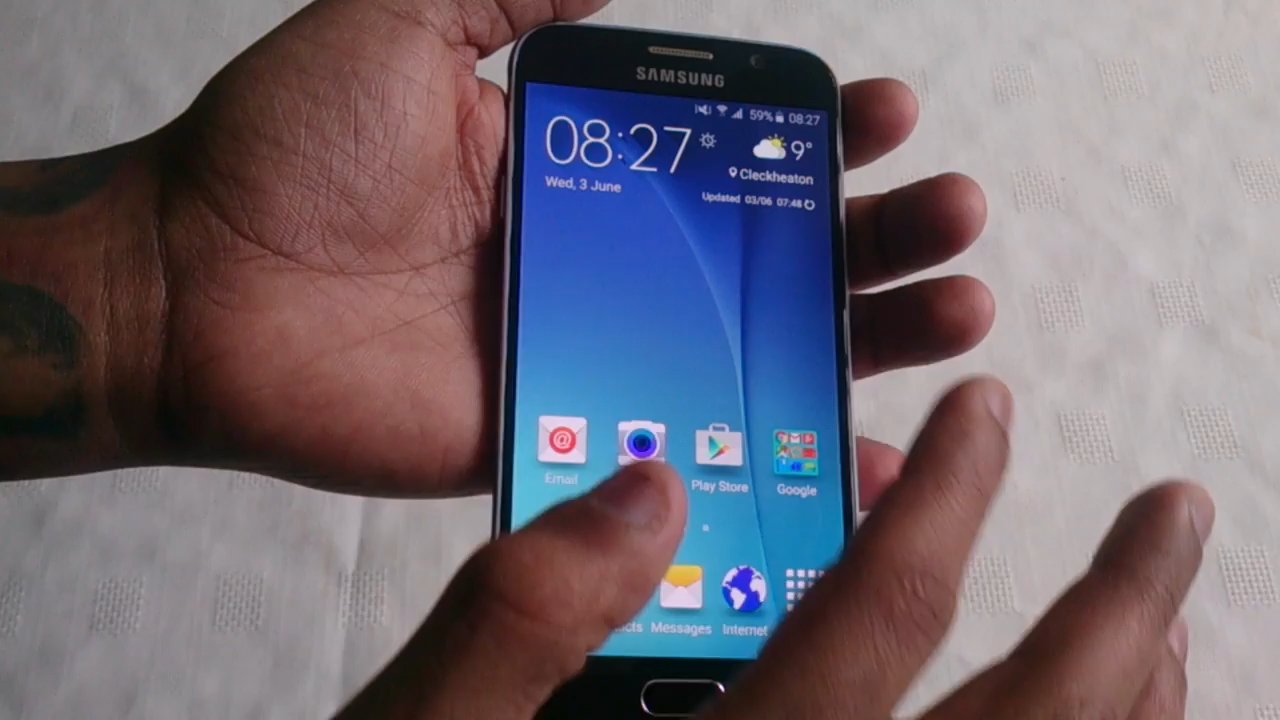 SAMSUNG
59% 08:27
08:27 9°
Cleckheaton
Wed, 3 June
Updated 03/06 07:48
Email Play Store Google
Messages Internet